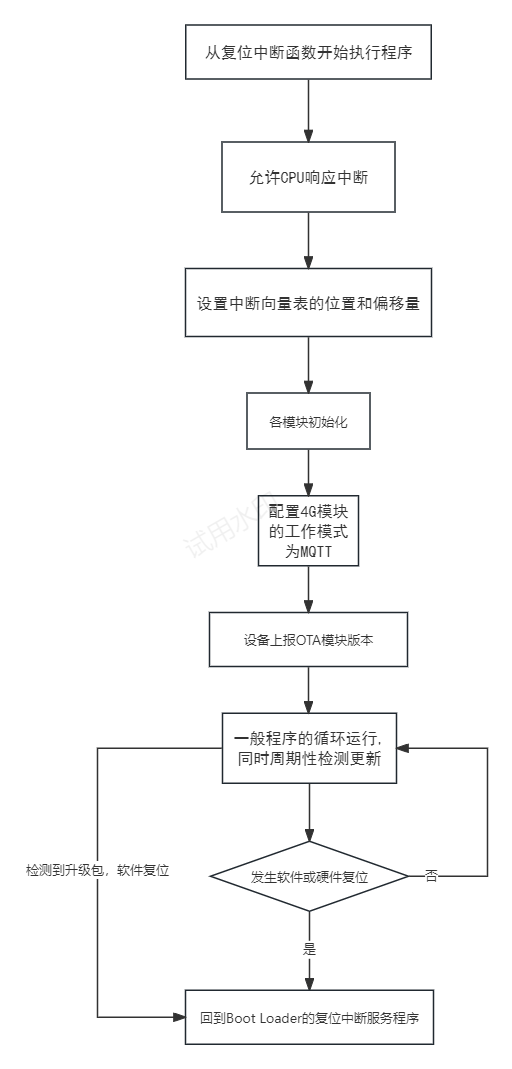 从复位中断函数开始执行程序
允许CPU响应中断
设置中断向量表的位置和偏移量
各模块初始化
试用水印
配置4G模块
的工作模式
为MQTT
设备上报OTA模块版本
一般程序的循环运行,
同时周期性检测更新
检测到升级包，软件复位
发生软件或硬件复位
否
是
回到Boot Loader的复位中断服务程序